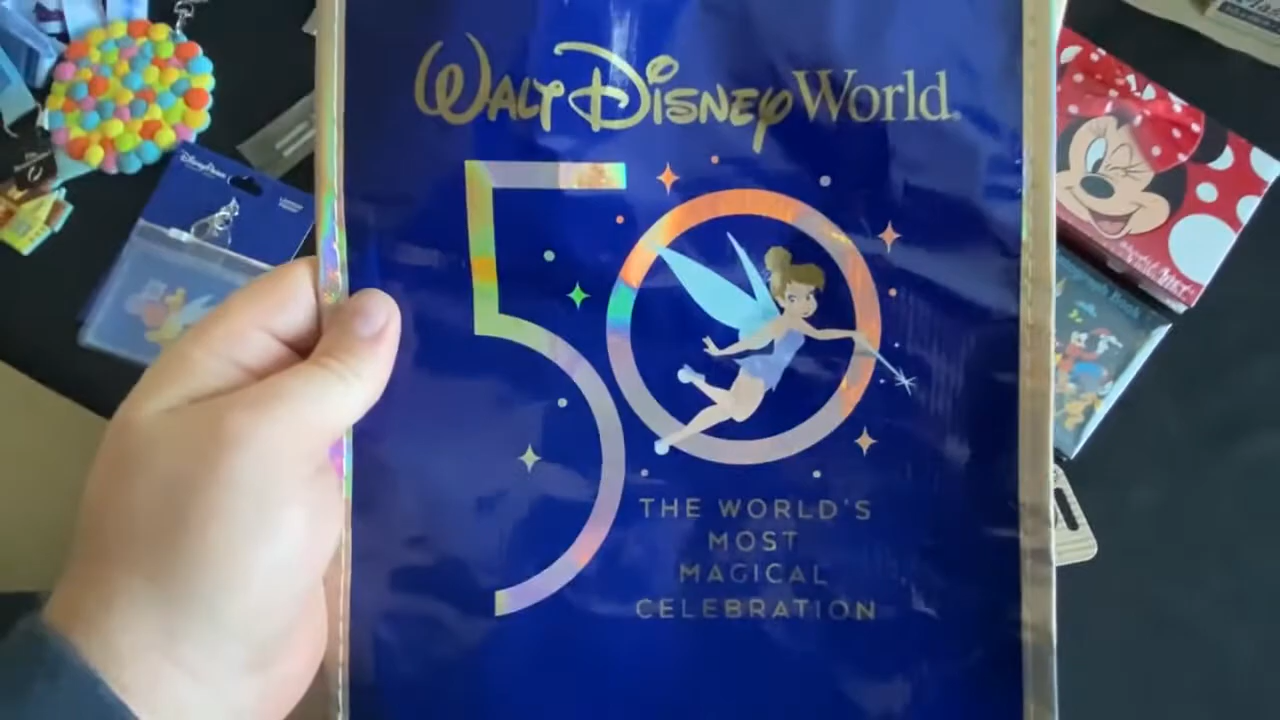 WALT DISNEY World
50
THE WORLD'S
MOST
MAGICAL
CELEBRATION